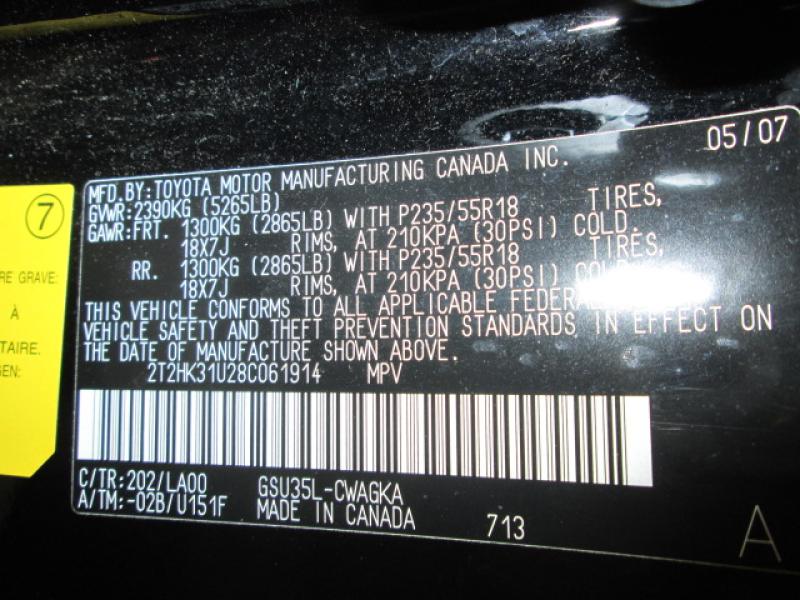 05/07
MFD. BY: TOYOTA MOTOR MANUFACTURING CANADA INC.
GVWR: 2390KG (5265LB)
GAWR: FRT. 1300KG (2865LB) WITH P235/55R18 TIRES,
18X7J RIMS, AT 210KPA (30PSI) COLD.
RR. 1300KG (2865LB) WITH P235/55R18 TIRES,
18X7J RIMS, AT 210KPA (30PSI) COLD.
THIS VEHICLE CONFORMS TO ALL APPLICABLE FEDERAL
VEHICLE SAFETY AND THEFT PREVENTION STANDARDS IN EFFECT ON
THE DATE OF MANUFACTURE SHOWN ABOVE.
2T2HK31U28C061914 MPV
C/TR: 202/LA00 GSU35L-CWAGKA
A/TM: -02B/U151F MADE IN CANADA
713
A
7
RE GRAVE:
À
TAIRE.
GEN: